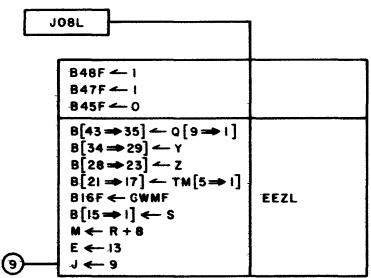 J08L
B48F ← 1
B47F ← 1
B45F ← 0
B[43 ⇒ 35] ← Q[9 ⇒ 1]
B[34 ⇒ 29] ← Y
B[28 ⇒ 23] ← Z
B[21 ⇒ 17] ← TM[5 ⇒ 1]
B16F ← GWMF
B[15 ⇒ 1] ← S
M ← R + 8
E ← 13
J ← 9
EEZL
9